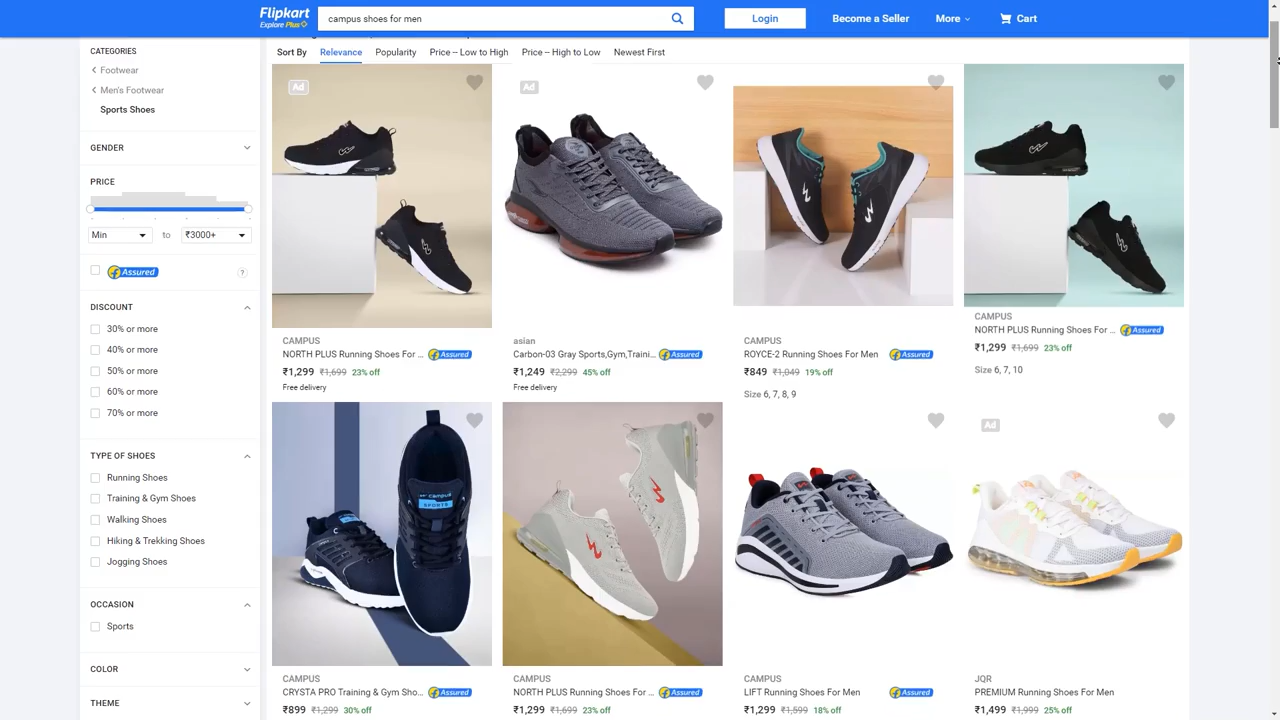 Flipkart
Explore Plus
campus shoes for men
Login
Become a Seller
More
Cart
CATEGORIES
Footwear
Men's Footwear
Sports Shoes
GENDER
PRICE
Min
to
₹3000+
Assured
?
DISCOUNT
30% or more
40% or more
50% or more
60% or more
70% or more
TYPE OF SHOES
Running Shoes
Training & Gym Shoes
Walking Shoes
Hiking & Trekking Shoes
Jogging Shoes
OCCASION
Sports
COLOR
THEME
Sort By
Relevance
Popularity
Price -- Low to High
Price -- High to Low
Newest First
Ad
CAMPUS
NORTH PLUS Running Shoes For ...
Assured
₹1,299 ₹1,699 23% off
Free delivery
Ad
asian
Carbon-03 Gray Sports,Gym,Traini...
Assured
₹1,249 ₹2,299 45% off
Free delivery
CAMPUS
ROYCE-2 Running Shoes For Men
Assured
₹849 ₹1,049 19% off
Size 6, 7, 8, 9
CAMPUS
NORTH PLUS Running Shoes For ...
Assured
₹1,299 ₹1,699 23% off
Size 6, 7, 10
campus
SPORTS
CAMPUS
CRYSTA PRO Training & Gym Sho...
Assured
₹899 ₹1,299 30% off
CAMPUS
NORTH PLUS Running Shoes For ...
Assured
₹1,299 ₹1,699 23% off
CAMPUS
LIFT Running Shoes For Men
Assured
₹1,299 ₹1,599 18% off
Ad
JQR
PREMIUM Running Shoes For Men
₹1,499 ₹1,999 25% off